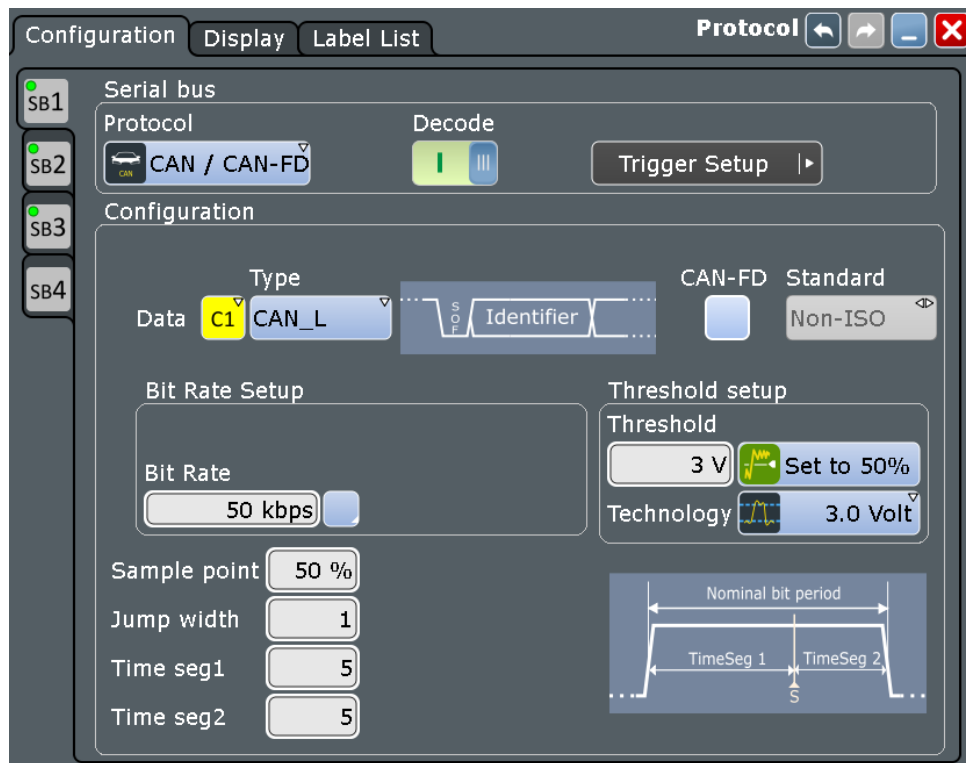 Configuration Display Label List Protocol
SB1
SB2
SB3
SB4
Serial bus
Protocol Decode
CAN CAN / CAN-FD I III Trigger Setup
Configuration
Type CAN-FD Standard
Data C1 CAN_L SOF Identifier Non-ISO
Bit Rate Setup Threshold setup
Threshold
3 V Set to 50%
Bit Rate
50 kbps Technology 3.0 Volt
Sample point 50 %
Jump width 1
Time seg1 5
Time seg2 5
Nominal bit period
TimeSeg 1 TimeSeg 2
S